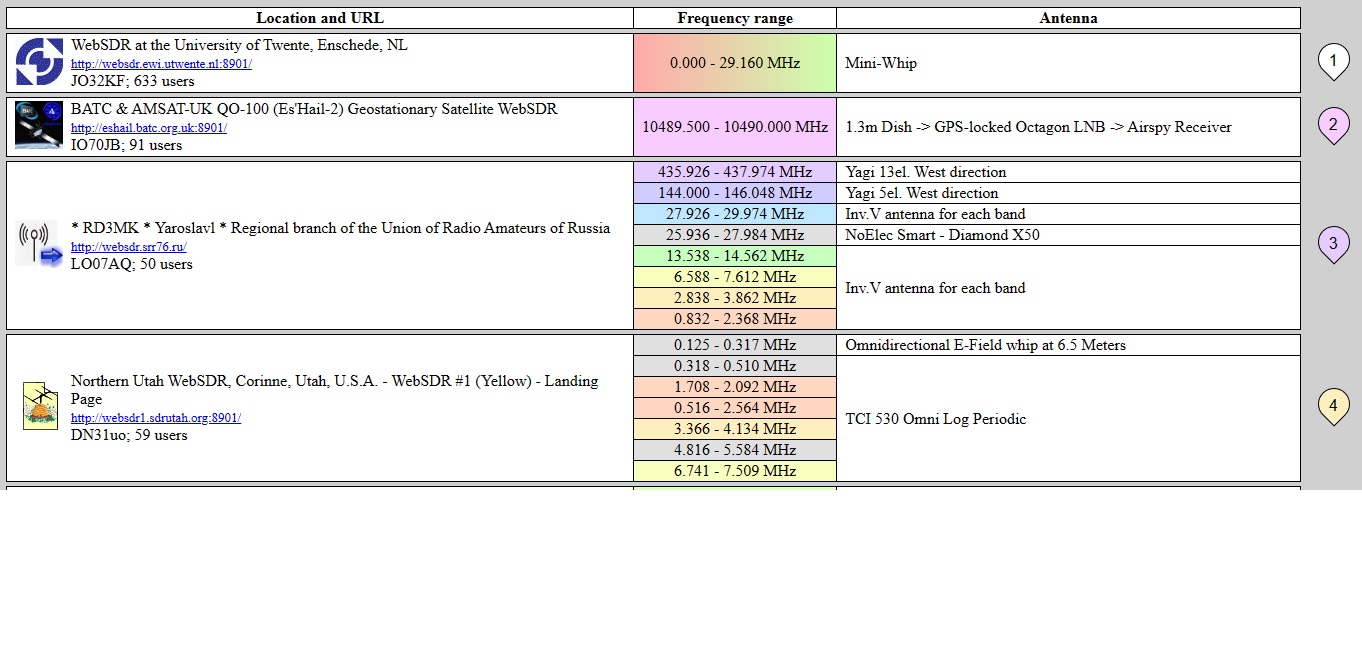 Location and URL Frequency range Antenna
WebSDR at the University of Twente, Enschede, NL
http://websdr.ewi.utwente.nl:8901/
JO32KF; 633 users
0.000 - 29.160 MHz
Mini-Whip
1
BATC & AMSAT-UK QO-100 (Es'Hail-2) Geostationary Satellite WebSDR
http://eshail.batc.org.uk:8901/
IO70JB; 91 users
10489.500 - 10490.000 MHz
1.3m Dish -> GPS-locked Octagon LNB -> Airspy Receiver
2
* RD3MK * Yaroslavl * Regional branch of the Union of Radio Amateurs of Russia
http://websdr.srr76.ru/
LO07AQ; 50 users
435.926 - 437.974 MHz Yagi 13el. West direction
144.000 - 146.048 MHz Yagi 5el. West direction
27.926 - 29.974 MHz Inv.V antenna for each band
25.936 - 27.984 MHz NoElec Smart - Diamond X50
13.538 - 14.562 MHz
6.588 - 7.612 MHz
2.838 - 3.862 MHz
0.832 - 2.368 MHz
Inv.V antenna for each band
3
Northern Utah WebSDR, Corinne, Utah, U.S.A. - WebSDR #1 (Yellow) - Landing
Page
http://websdr1.sdrutah.org:8901/
DN31uo; 59 users
0.125 - 0.317 MHz Omnidirectional E-Field whip at 6.5 Meters
0.318 - 0.510 MHz
1.708 - 2.092 MHz
0.516 - 2.564 MHz
3.366 - 4.134 MHz
4.816 - 5.584 MHz
6.741 - 7.509 MHz
TCI 530 Omni Log Periodic
4